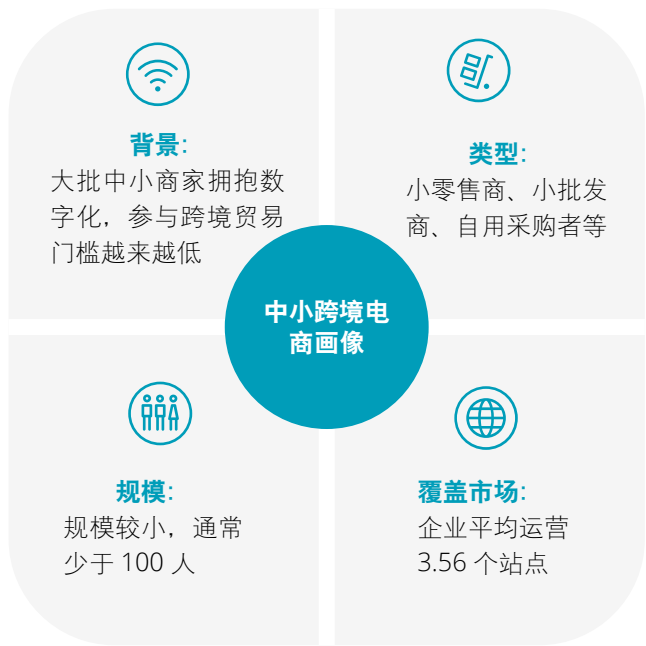 背景：
大批中小商家拥抱数
字化，参与跨境贸易
门槛越来越低
类型：
小零售商、小批发
商、自用采购者等
中小跨境电
商画像
规模：
规模较小，通常
少于 100 人
覆盖市场：
企业平均运营
3.56 个站点